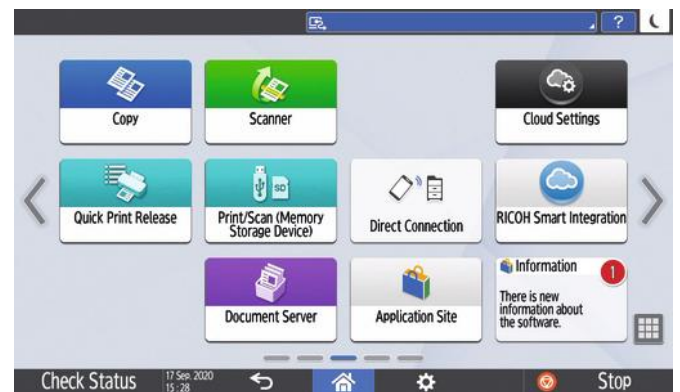 ?
Copy
Scanner
Cloud Settings
Quick Print Release
SD
Print/Scan (Memory
Storage Device)
Direct Connection
RICOH Smart Integration
Document Server
Application Site
Information
1
There is new
information about
the software.
Check Status
17 Sep. 2020
15 : 28
Stop